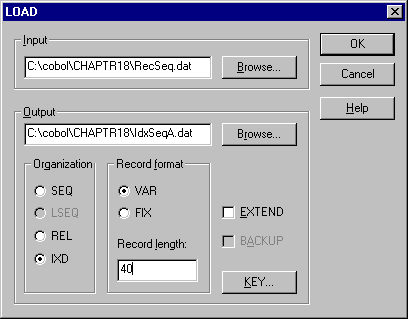 LOAD
Input
C:\cobol\CHAPTR18\RecSeq.dat
Browse...
OK
Cancel
Help
Output
C:\cobol\CHAPTR18\IdxSeqA.dat
Browse...
Organization
SEQ
LSEQ
REL
IXD
Record format
VAR
FIX
Record length:
40
EXTEND
BACKUP
KEY...